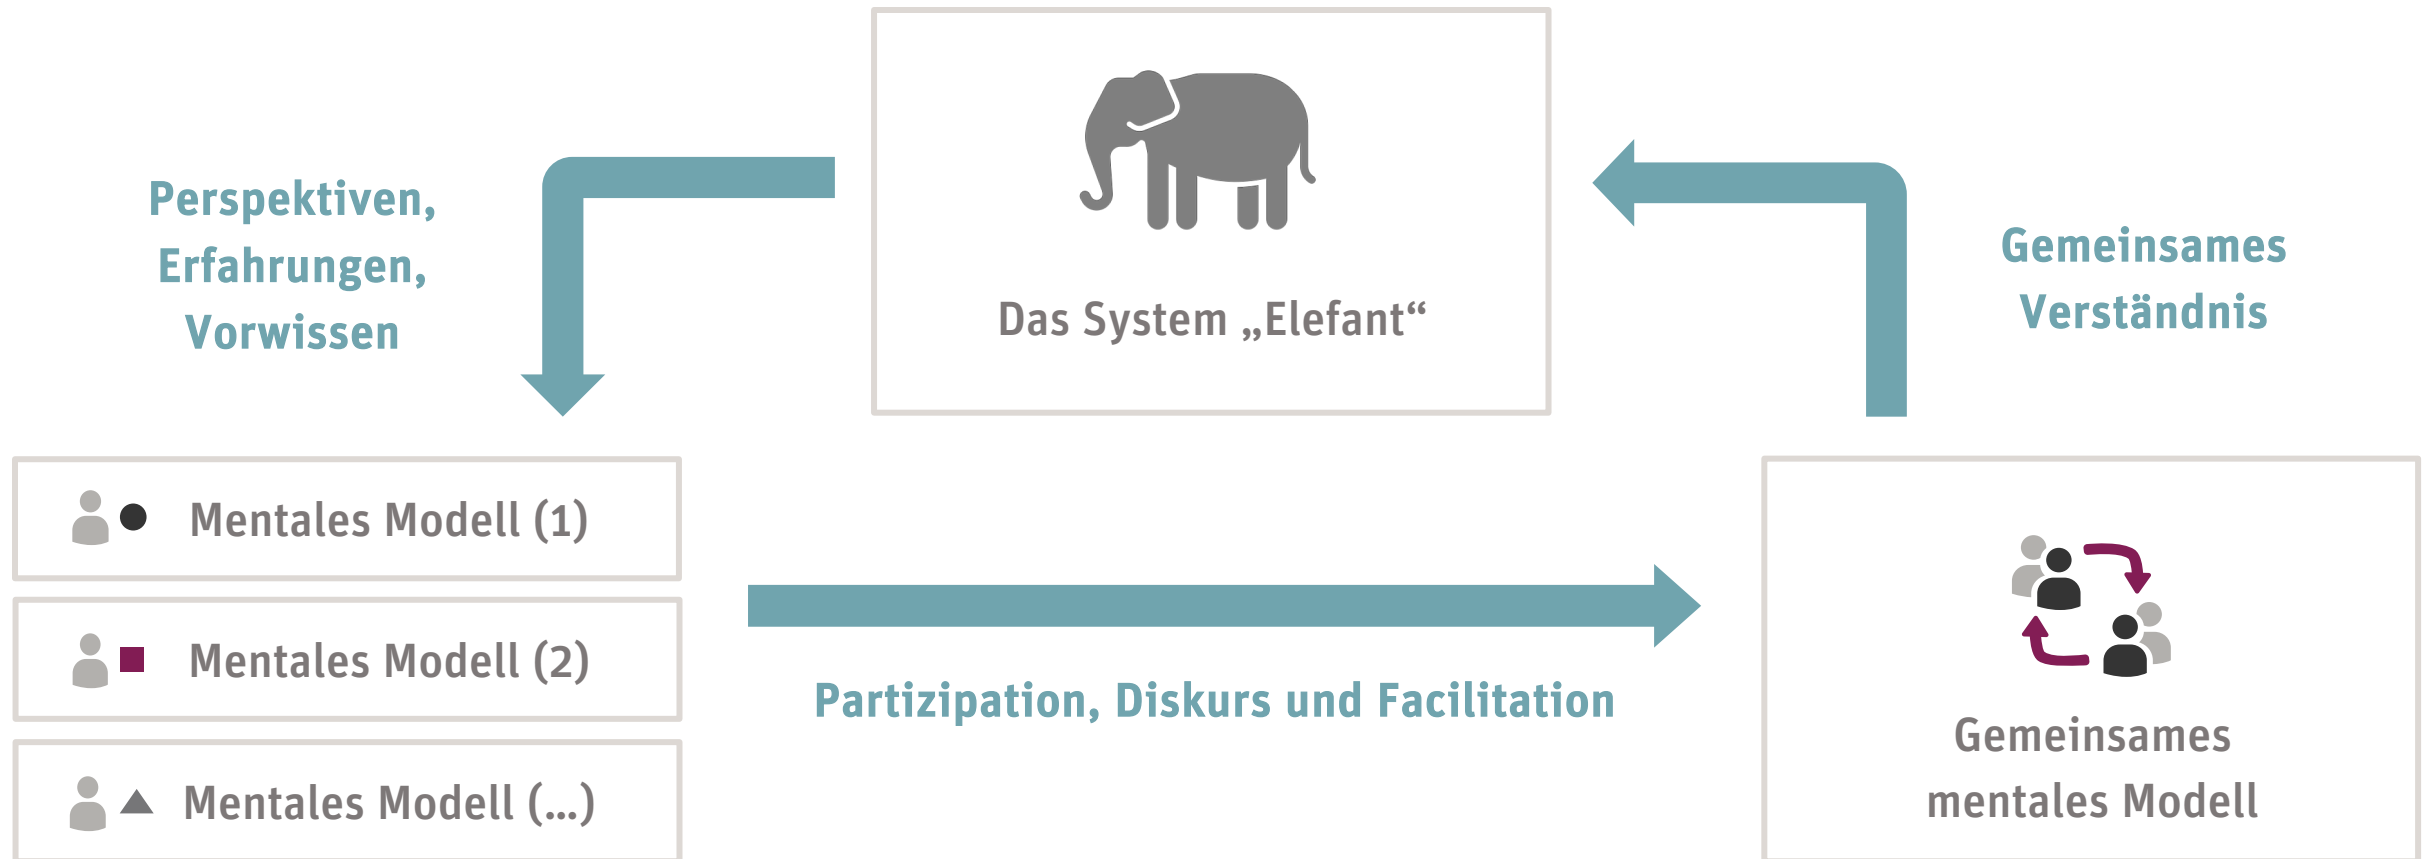 Perspektiven,
Erfahrungen,
Vorwissen
Das System „Elefant“
Gemeinsames
Verständnis
Mentales Modell (1)
Mentales Modell (2)
Mentales Modell (...)
Partizipation, Diskurs und Facilitation
Gemeinsames
mentales Modell